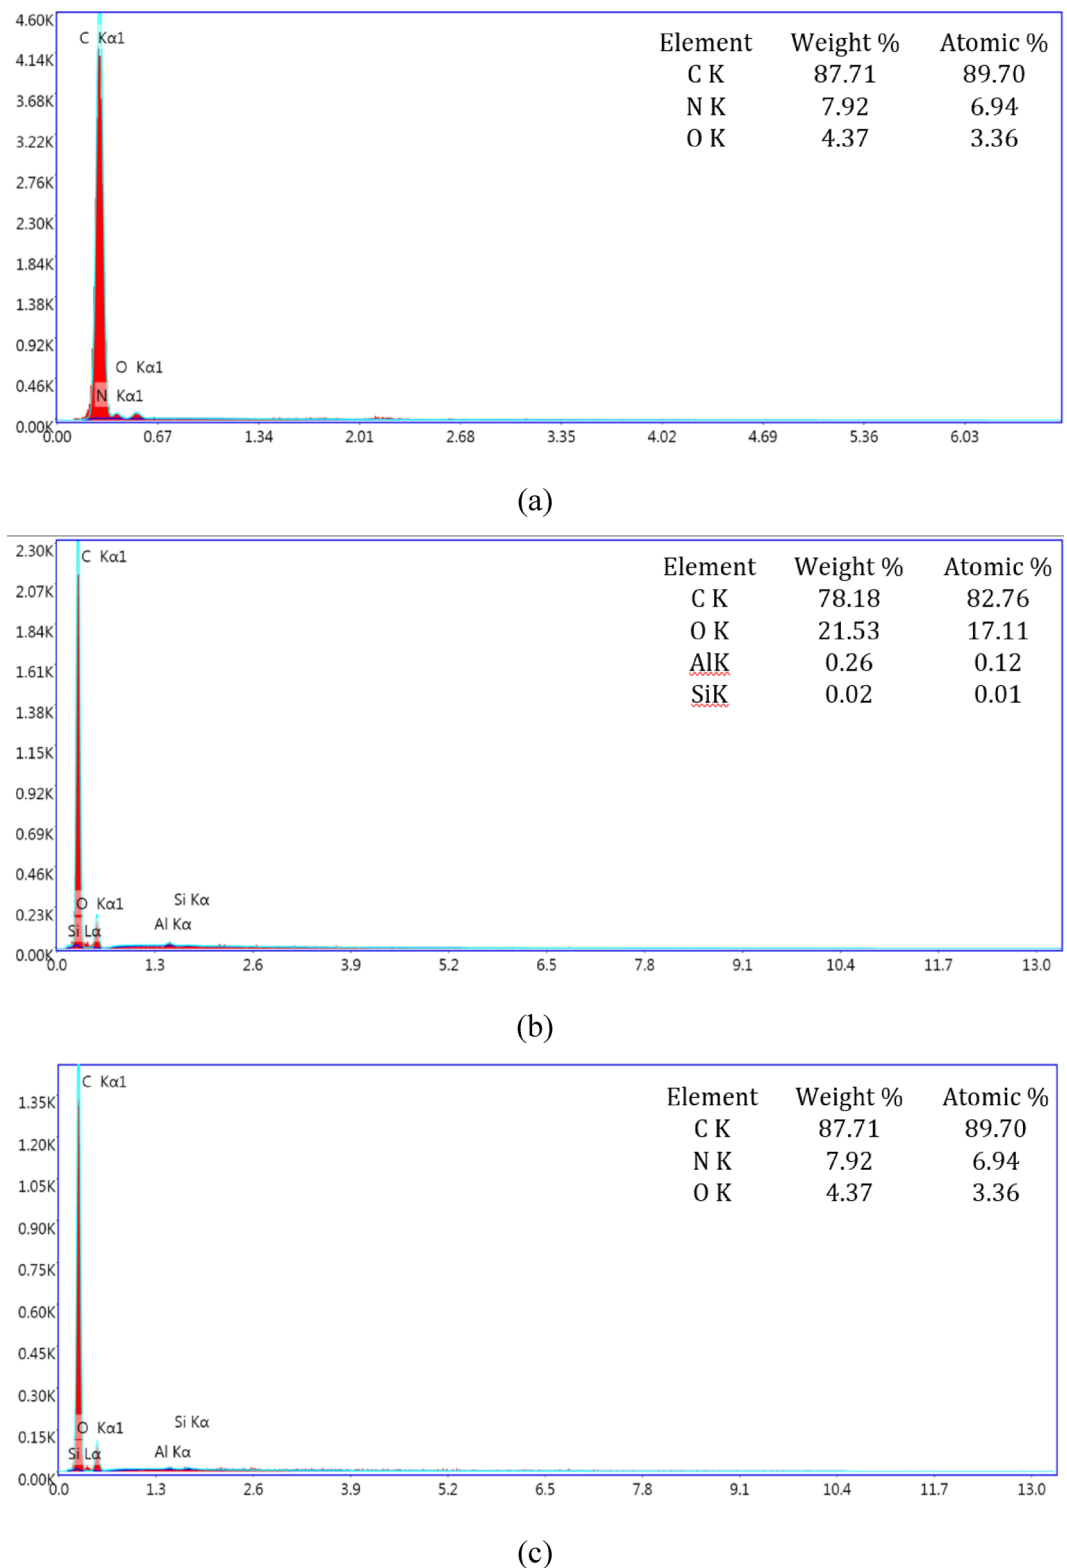 4.60K
C Kα1
Element Weight % Atomic %
4.14K
C K 87.71 89.70
3.68K
N K 7.92 6.94
3.22K
O K 4.37 3.36
2.76K
2.30K
1.84K
1.38K
0.92K
O Kα1
0.46K
N Kα1
0.00K
0.00 0.67 1.34 2.01 2.68 3.35 4.02 4.69 5.36 6.03
(a)
2.30K
C Kα1
Element Weight % Atomic %
2.07K
C K 78.18 82.76
1.84K
O K 21.53 17.11
1.61K
AlK 0.26 0.12
SiK 0.02 0.01
1.38K
1.15K
0.92K
0.69K
0.46K
0.23K
O Kα1
Si Kα
Si Lα
Al Kα
0.00K
0.0 1.3 2.6 3.9 5.2 6.5 7.8 9.1 10.4 11.7 13.0
(b)
C Kα1
1.35K
Element Weight % Atomic %
C K 87.71 89.70
1.20K
N K 7.92 6.94
1.05K
O K 4.37 3.36
0.90K
0.75K
0.60K
0.45K
0.30K
0.15K
O Kα1
Si Kα
Si Lα
Al Kα
0.00K
0.0 1.3 2.6 3.9 5.2 6.5 7.8 9.1 10.4 11.7 13.0
(c)